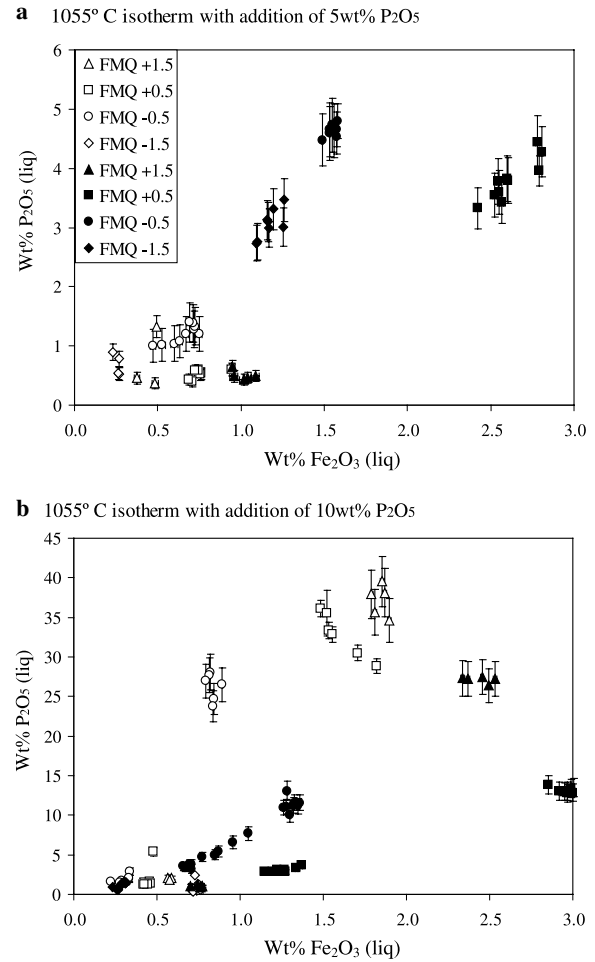 a 1055º C isotherm with addition of 5wt% P2O5
6
5
4
3
2
1
0
Wt% P2O5 (liq)
FMQ +1.5
FMQ +0.5
FMQ -0.5
FMQ -1.5
FMQ +1.5
FMQ +0.5
FMQ -0.5
FMQ -1.5
0.0 0.5 1.0 1.5 2.0 2.5 3.0
Wt% Fe2O3 (liq)
b 1055º C isotherm with addition of 10wt% P2O5
45
40
35
30
25
20
15
10
5
0
Wt% P2O5 (liq)
0.0 0.5 1.0 1.5 2.0 2.5 3.0
Wt% Fe2O3 (liq)